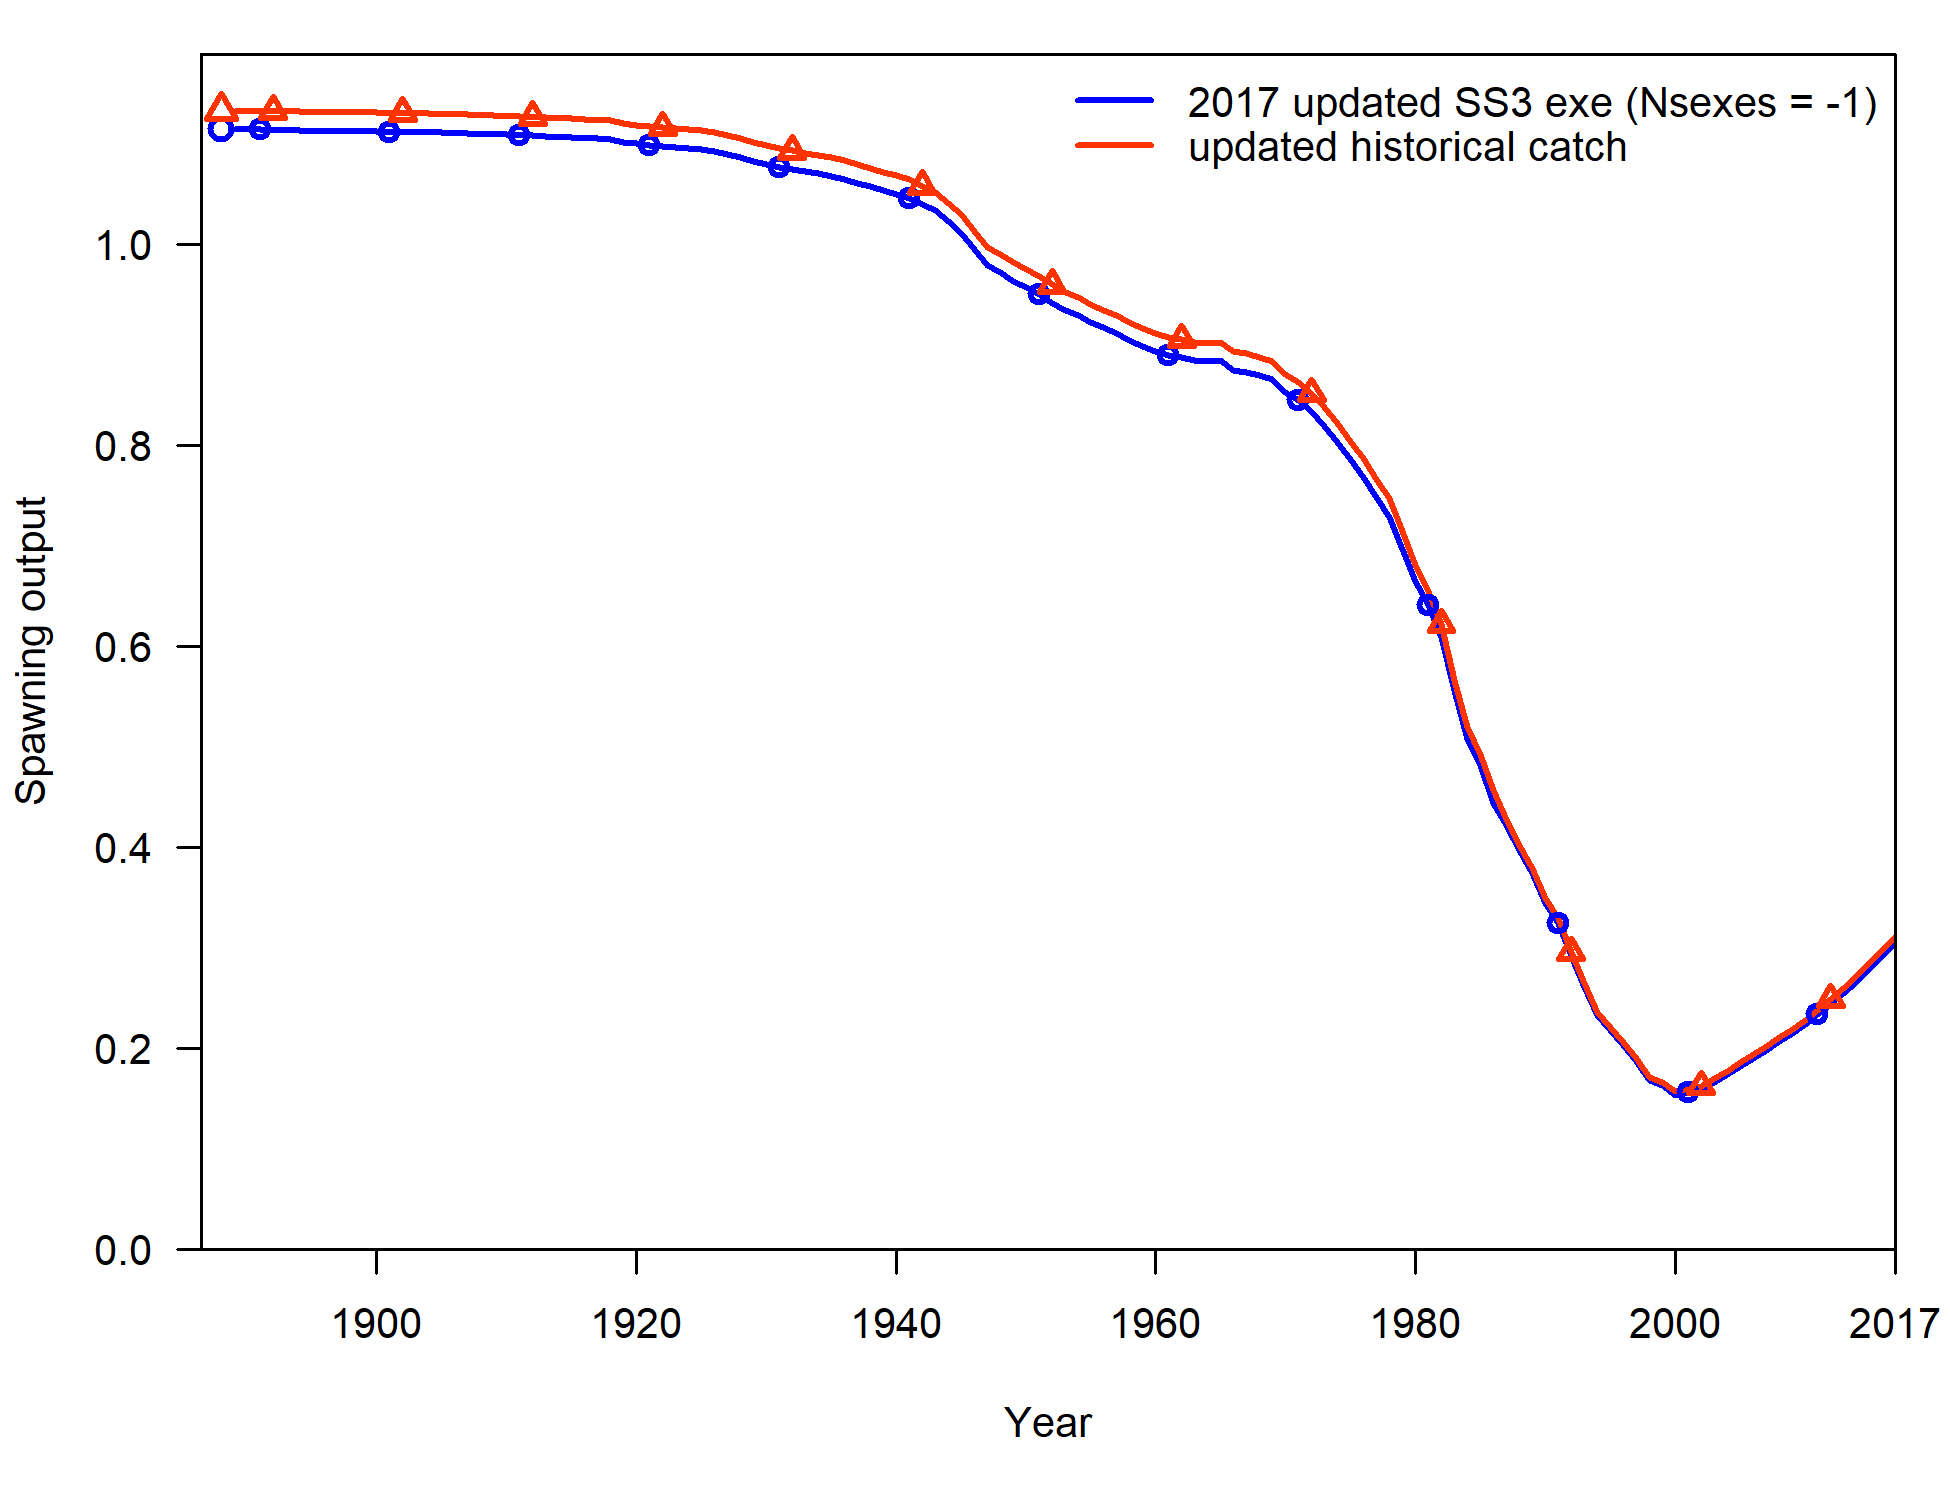 2017 updated SS3 exe (Nsexes = -1)
updated historical catch
Spawning output
1.0
0.8
0.6
0.4
0.2
0.0
1900 1920 1940 1960 1980 2000 2017
Year